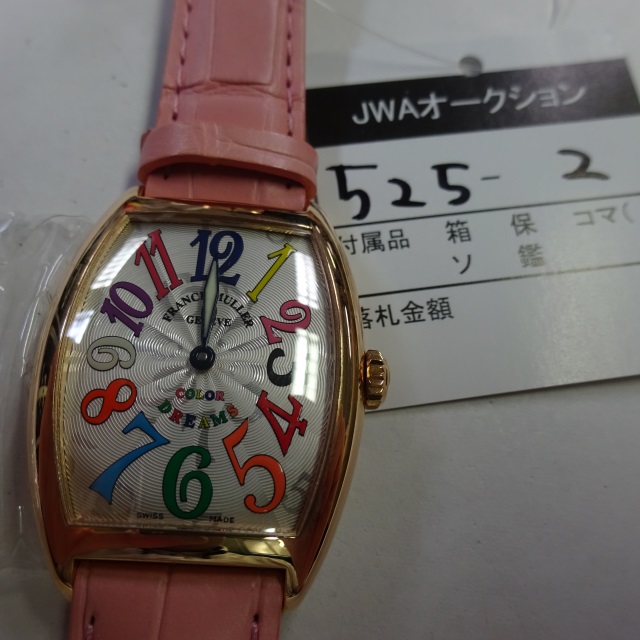 JWAオークション
525-2
付属品 箱 保 コマ(
ソ 鑑
落札金額
11 12 1
10 2
9 3
8 4
7 6 5
FRANCK MULLER
GENEVE
COLOR
DREAMS
SWISS MADE